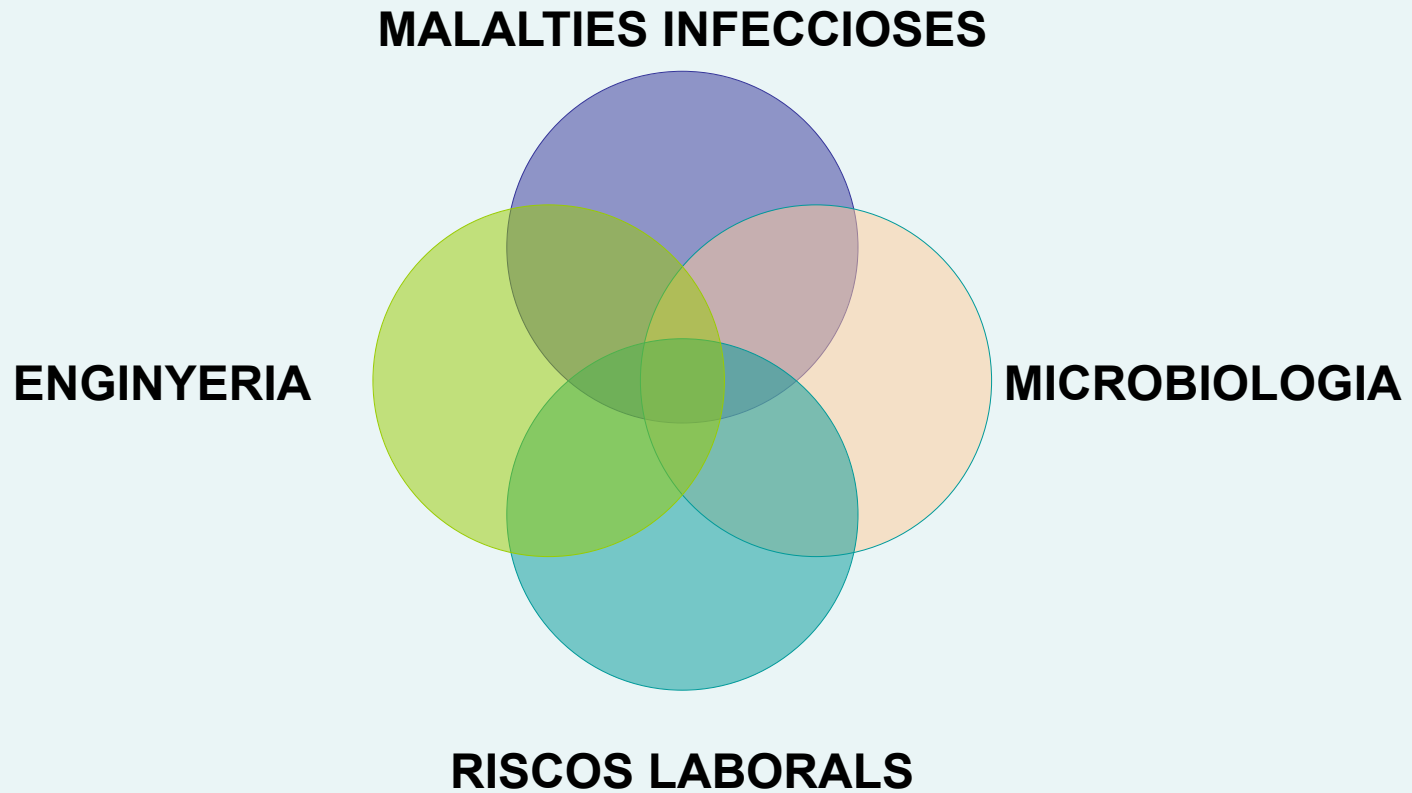 MALALTIES INFECCIOSES
ENGINYERIA
MICROBIOLOGIA
RISCOS LABORALS